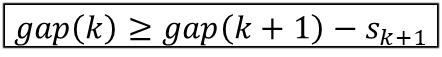 gap(k) ≥ gap(k + 1) − s_{k+1}